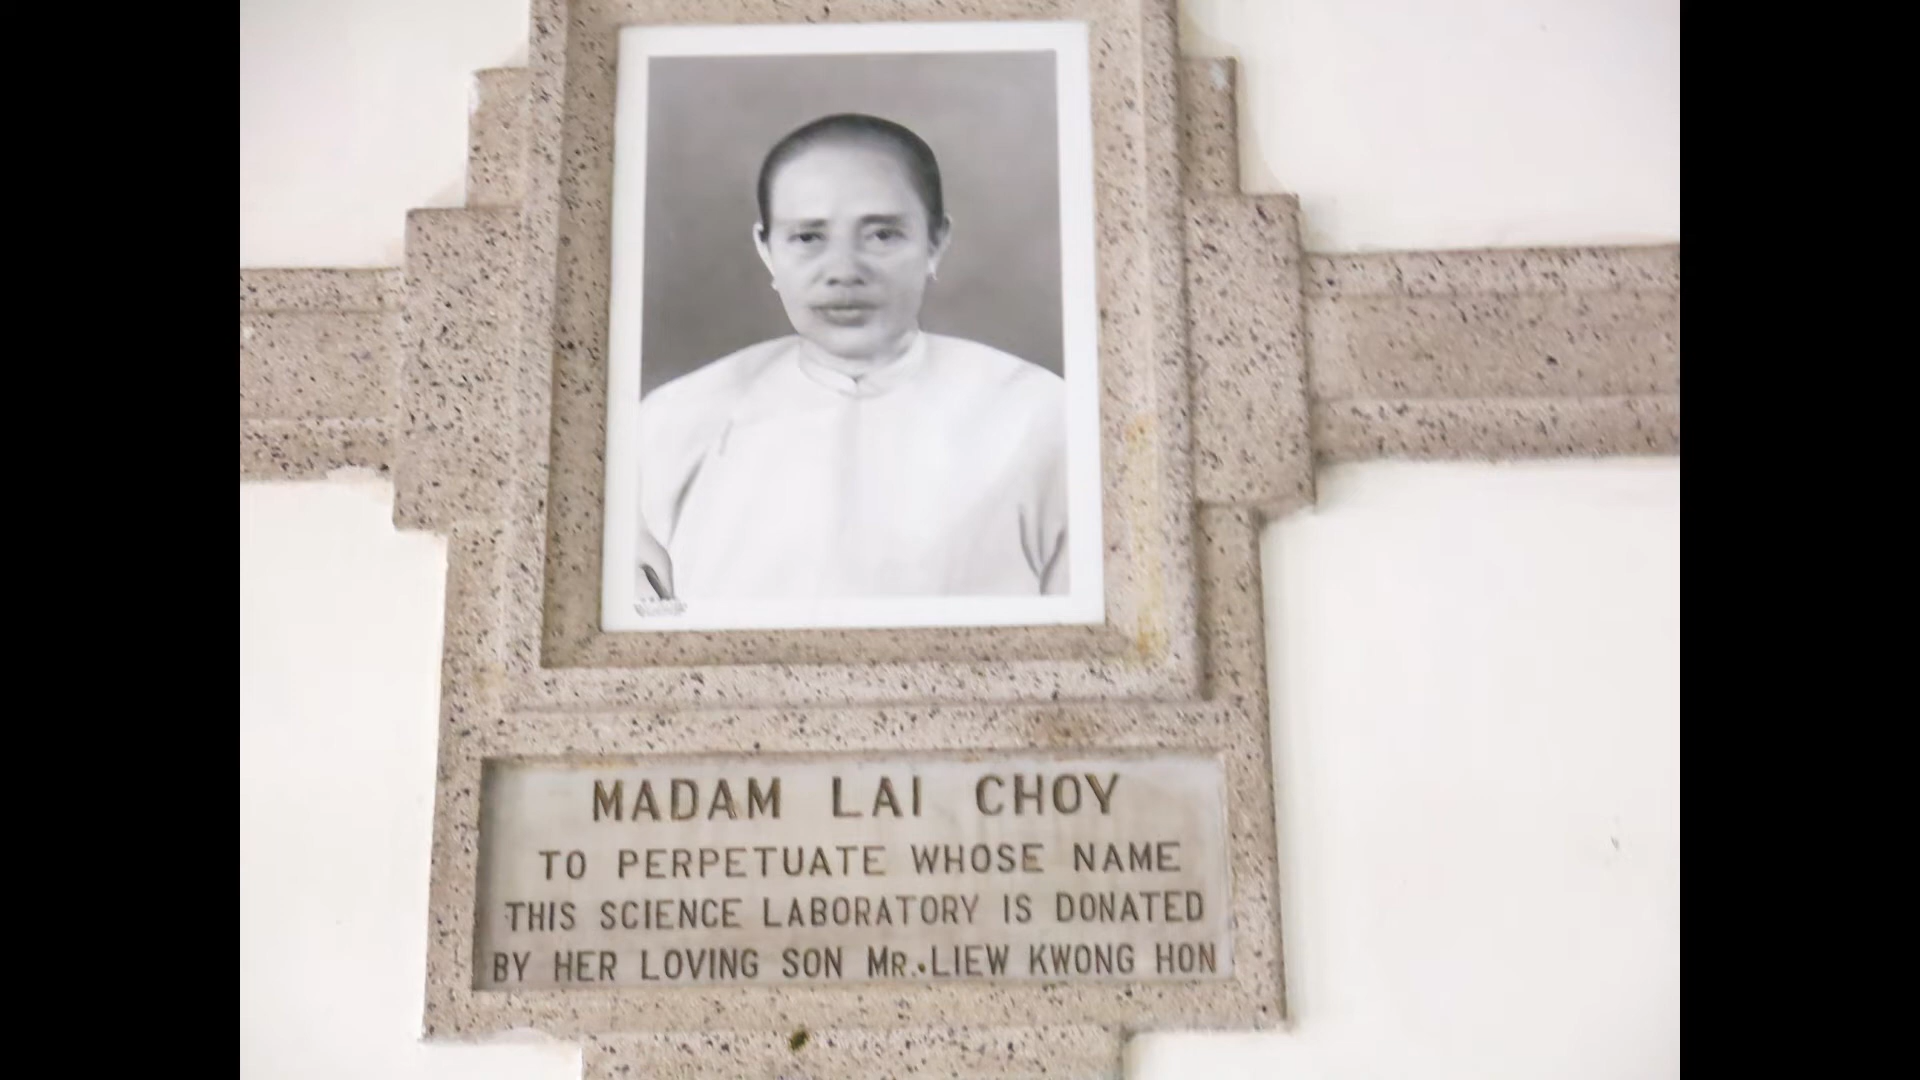 MADAM LAI CHOY
TO PERPETUATE WHOSE NAME
THIS SCIENCE LABORATORY IS DONATED
BY HER LOVING SON MR. LIEW KWONG HON